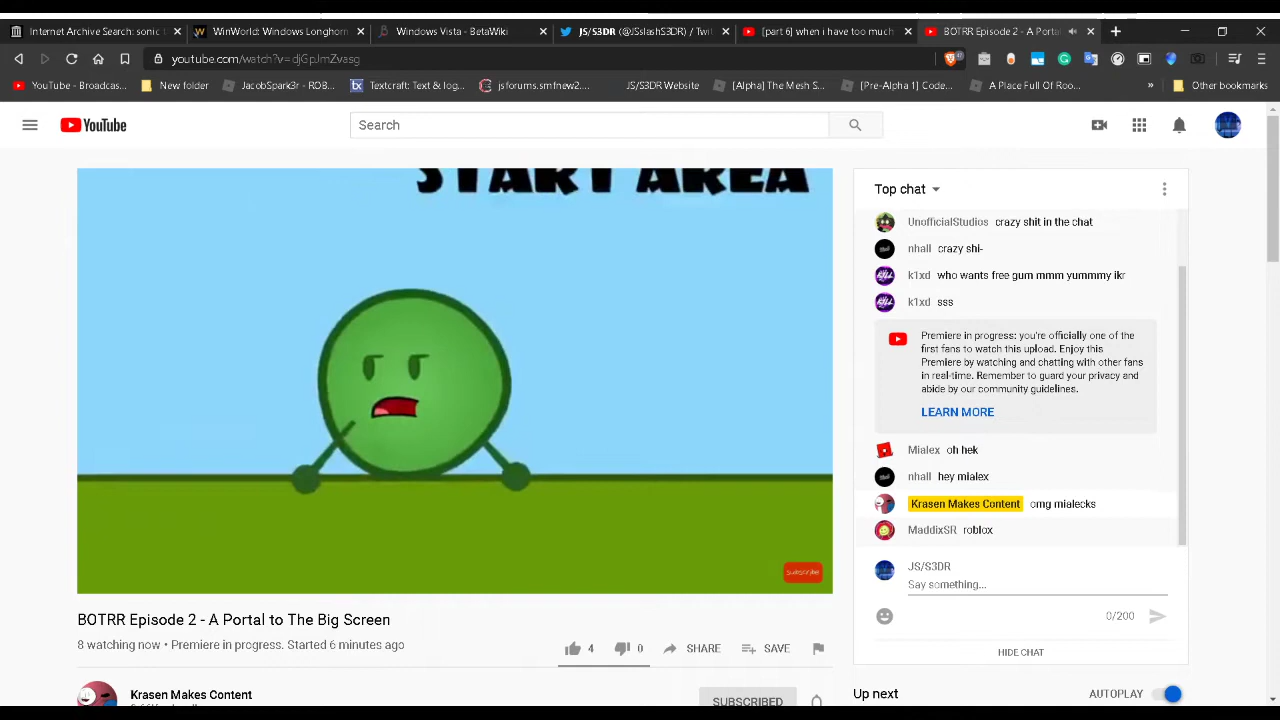 Internet Archive Search: sonic
WinWorld: Windows Longhorn
Windows Vista - BetaWiki
JS/S3DR (@JSslashS3DR) / Twit
[part 6] when i have too much
BOTRR Episode 2 - A Portal
youtube.com/watch?v=djGpJmZvasg
47
YouTube - Broadcas...
New folder
JacobSpark3r - ROB...
Textcraft: Text & log...
jsforums.smfnew2....
JS/S3DR Website
[Alpha] The Mesh S...
[Pre-Alpha 1] Code...
A Place Full Of Roo...
»
Other bookmarks
YouTube
Search
START AREA
subscribe
Top chat
UnofficialStudios crazy shit in the chat
nhall crazy shi-
k1xd who wants free gum mmm yummmy ikr
k1xd sss
Premiere in progress: you're officially one of the
first fans to watch this upload. Enjoy this
Premiere by watching and chatting with other fans
in real-time. Remember to guard your privacy and
abide by our community guidelines.
LEARN MORE
Mialex oh hek
nhall hey mialex
Krasen Makes Content omg mialecks
MaddixSR roblox
JS/S3DR
Say something...
0/200
HIDE CHAT
BOTRR Episode 2 - A Portal to The Big Screen
8 watching now • Premiere in progress. Started 6 minutes ago
4
0
SHARE
SAVE
Krasen Makes Content
SUBSCRIBED
Up next
AUTOPLAY